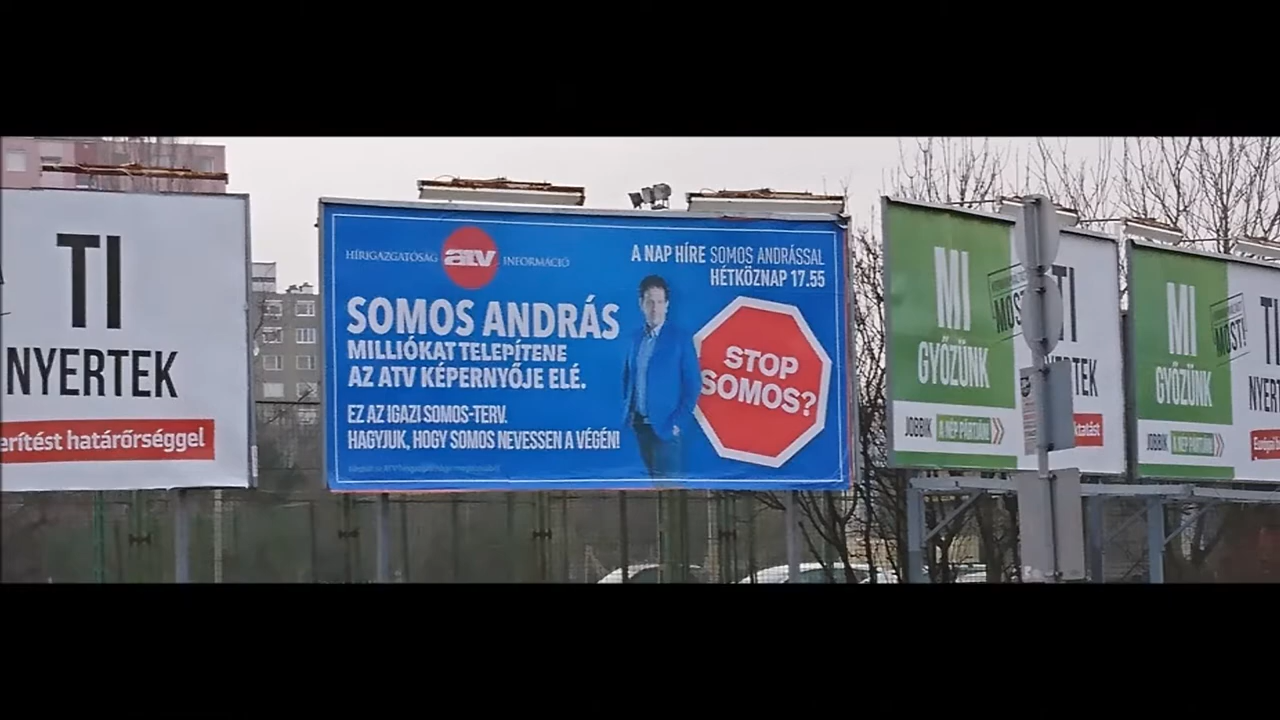 TI
NYERTEK
erítést határőrséggel
HÍRIGAZGATÓSÁG atv INFORMÁCIÓ
SOMOS ANDRÁS
MILLIÓKAT TELEPÍTENE
AZ ATV KÉPERNYŐJE ELÉ.
EZ AZ IGAZI SOMOS-TERV.
HAGYJUK, HOGY SOMOS NEVESSEN A VÉGÉN!
A NAP HÍRE SOMOS ANDRÁSSAL
HÉTKÖZNAP 17.55
STOP
SOMOS?
MI
GYŐZÜNK
JOBBIK A NÉP PÁRTJÁN
MOST
TI
RTEK
ktatást
MI
GYŐZÜNK
JOBBIK A NÉP PÁRTJÁN
MOST!
TI
NYER